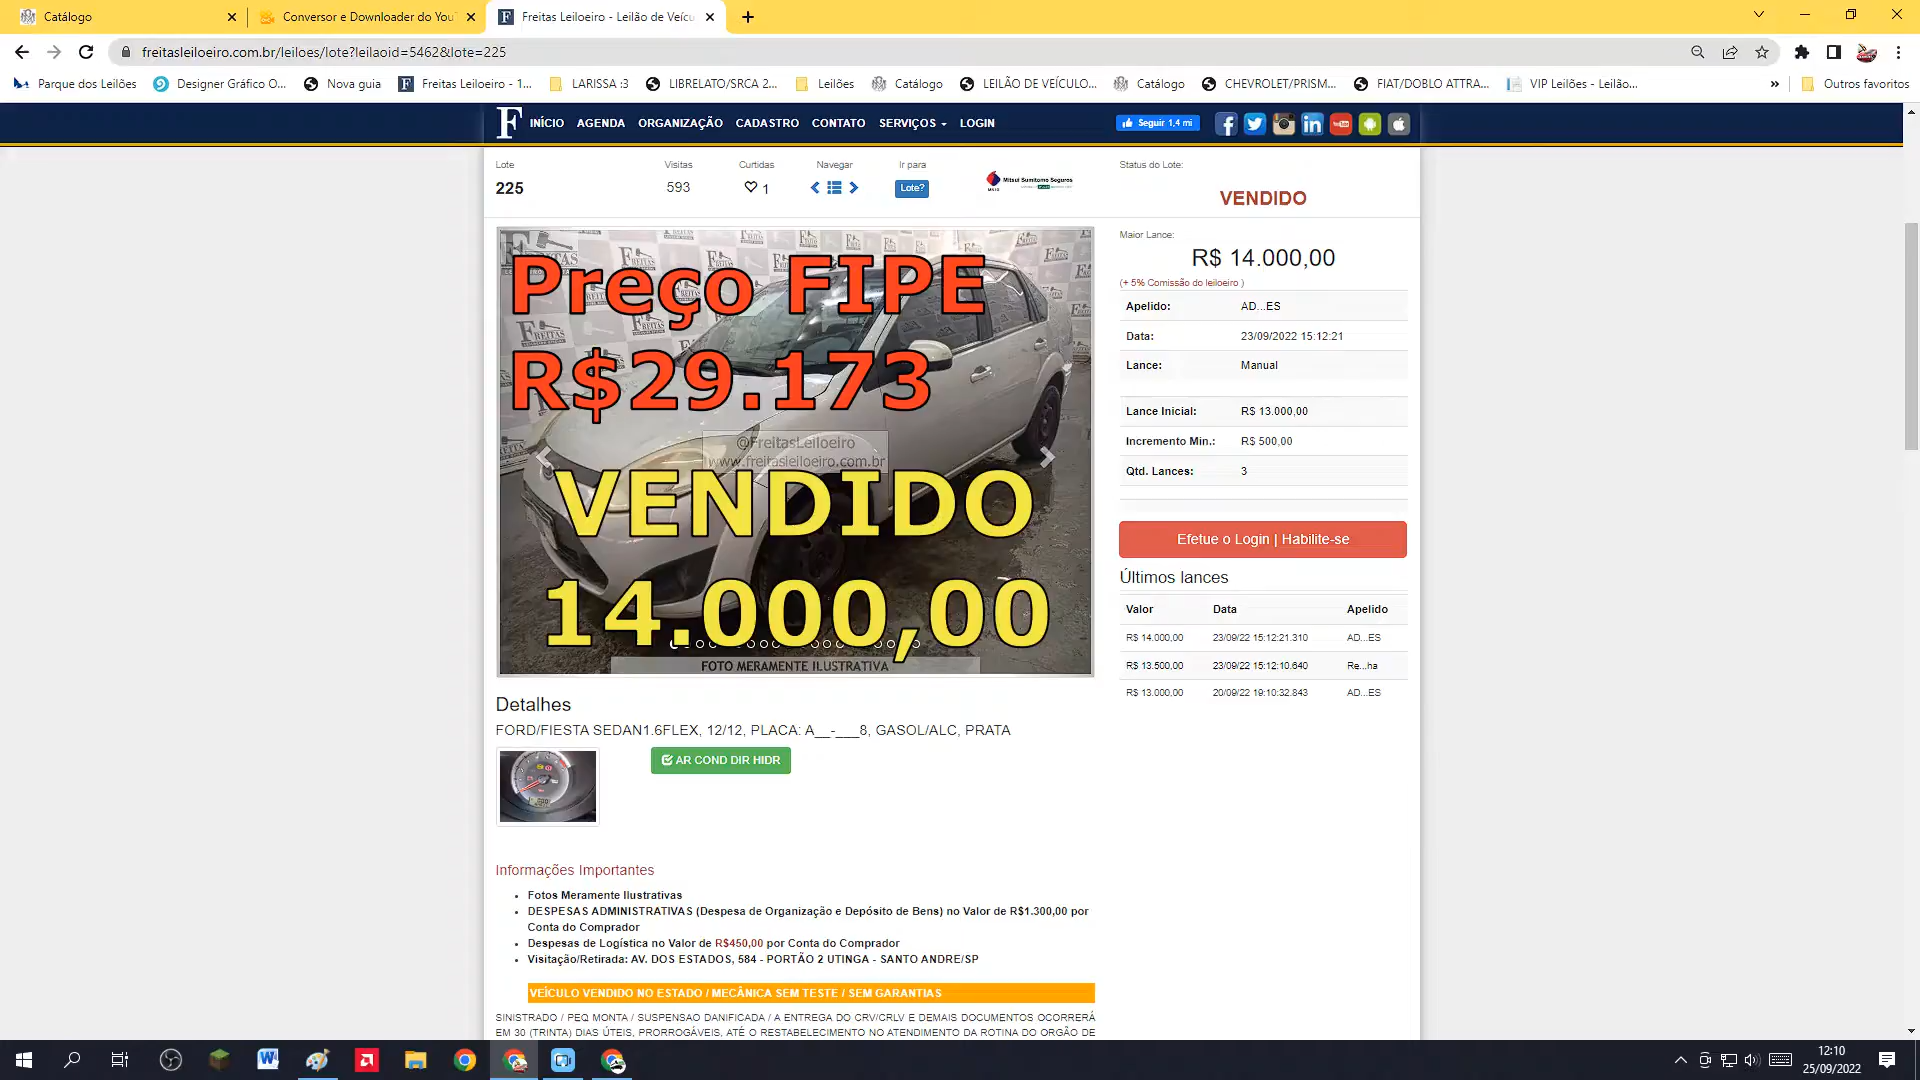 Catálogo
Conversor e Downloader do You
Freitas Leiloeiro - Leilão de Veícu
freitasleiloeiro.com.br/leiloes/lote?leilaoid=5462&lote=225
Parque dos Leilões
Designer Gráfico O...
Nova guia
Freitas Leiloeiro - 1...
LARISSA :3
LIBRELATO/SRCA 2...
Leilões
Catálogo
LEILÃO DE VEÍCULO...
Catálogo
CHEVROLET/PRISM...
FIAT/DOBLO ATTRA...
VIP Leilões - Leilão...
»
Outros favoritos
F INÍCIO AGENDA ORGANIZAÇÃO CADASTRO CONTATO SERVIÇOS LOGIN
Seguir 1,4 mi
Lote Visitas Curtidas Navegar Ir para
225 593 1 Lote?
Mitsui Sumitomo Seguros
Status do Lote:
VENDIDO
Preço FIPE
R$29.173
@FreitasLeiloeiro
www.freitasleiloeiro.com.br
VENDIDO
14.000,00
FOTO MERAMENTE ILUSTRATIVA
Maior Lance:
R$ 14.000,00
(+ 5% Comissão do leiloeiro )
Apelido: AD...ES
Data: 23/09/2022 15:12:21
Lance: Manual
Lance Inicial: R$ 13.000,00
Incremento Min.: R$ 500,00
Qtd. Lances: 3
Efetue o Login | Habilite-se
Últimos lances
Valor Data Apelido
R$ 14.000,00 23/09/22 15:12:21.310 AD...ES
R$ 13.500,00 23/09/22 15:12:10.640 Re...ha
R$ 13.000,00 20/09/22 19:10:32.843 AD...ES
Detalhes
FORD/FIESTA SEDAN1.6FLEX, 12/12, PLACA: A__-___8, GASOL/ALC, PRATA
AR COND DIR HIDR
Informações Importantes
Fotos Meramente Ilustrativas
DESPESAS ADMINISTRATIVAS (Despesa de Organização e Depósito de Bens) no Valor de R$1.300,00 por
Conta do Comprador
Despesas de Logística no Valor de R$450,00 por Conta do Comprador
Visitação/Retirada: AV. DOS ESTADOS, 584 - PORTÃO 2 UTINGA - SANTO ANDRE/SP
VEÍCULO VENDIDO NO ESTADO / MECÂNICA SEM TESTE / SEM GARANTIAS
SINISTRADO / PEQ MONTA / SUSPENSAO DANIFICADA / A ENTREGA DO CRV/CRLV E DEMAIS DOCUMENTOS OCORRERÁ
EM 30 (TRINTA) DIAS ÚTEIS, PRORROGÁVEIS, ATÉ O RESTABELECIMENTO NO ATENDIMENTO DA ROTINA DO ORGÃO DE
12:10
25/09/2022